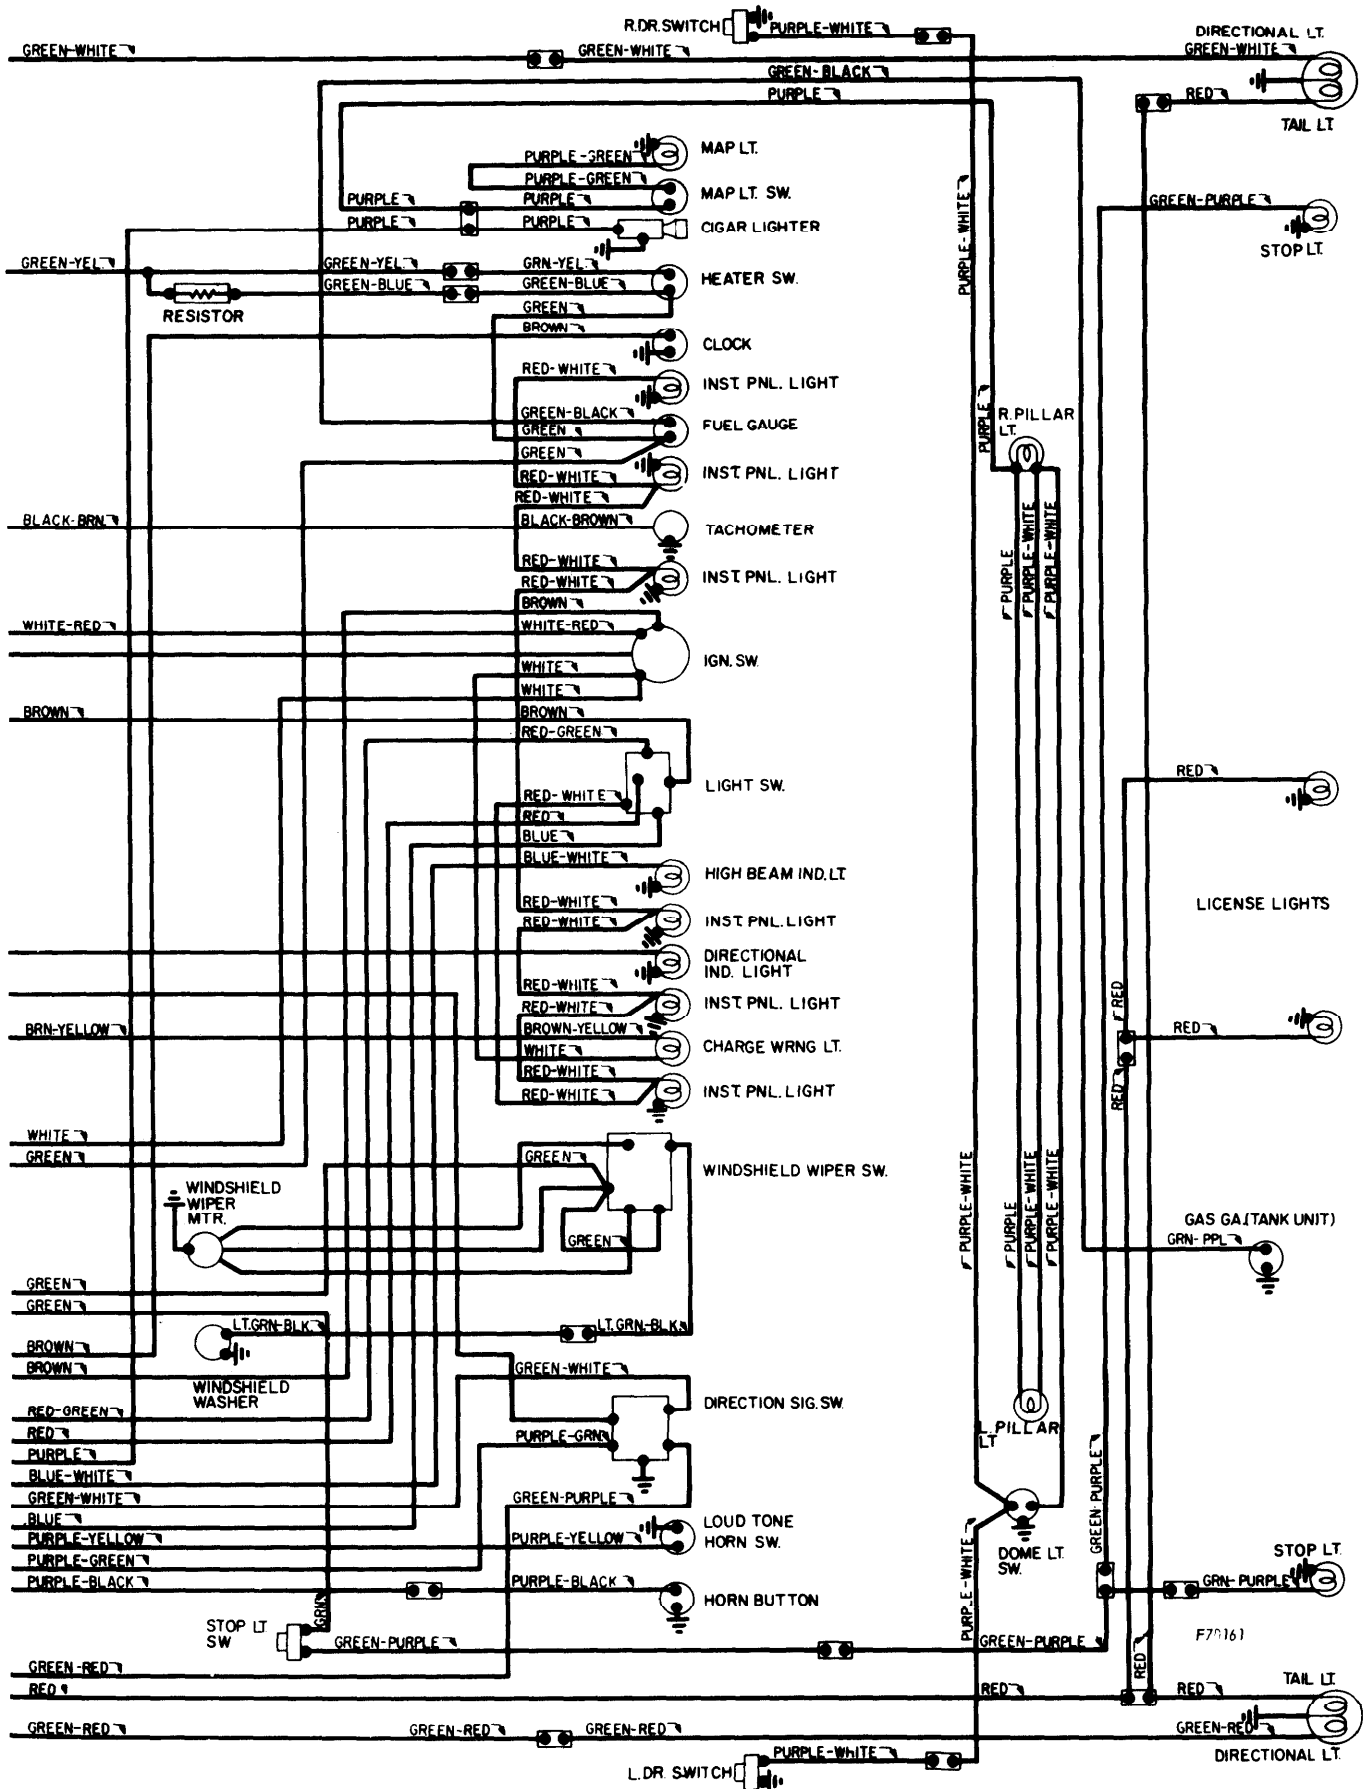 R.DR.SWITCH
PURPLE-WHITE
DIRECTIONAL LT.
GREEN-WHITE
GREEN-WHITE
GREEN-WHITE
GREEN-BLACK
PURPLE
RED
TAIL LT.
MAP LT.
PURPLE-GREEN
PURPLE-GREEN
MAP LT. SW.
PURPLE
PURPLE
PURPLE
PURPLE
CIGAR LIGHTER
PURPLE-WHITE
GREEN-PURPLE
STOP LT.
GREEN-YEL.
GREEN-YEL.
GRN-YEL.
HEATER SW.
GREEN-BLUE
GREEN-BLUE
RESISTOR
GREEN
BROWN
CLOCK
RED-WHITE
INST. PNL. LIGHT
GREEN-BLACK
FUEL GAUGE
GREEN
GREEN
PURPLE
R.PILLAR
LT.
RED-WHITE
INST. PNL. LIGHT
RED-WHITE
BLACK-BRN.
BLACK-BROWN
TACHOMETER
PURPLE
PURPLE-WHITE
PURPLE-WHITE
RED-WHITE
INST. PNL. LIGHT
RED-WHITE
BROWN
WHITE-RED
WHITE-RED
IGN. SW.
WHITE
WHITE
BROWN
BROWN
RED-GREEN
LIGHT SW.
RED-WHITE
RED
BLUE
RED
BLUE-WHITE
HIGH BEAM IND. LT.
RED-WHITE
INST. PNL. LIGHT
RED-WHITE
LICENSE LIGHTS
DIRECTIONAL
IND. LIGHT
RED-WHITE
INST. PNL. LIGHT
RED-WHITE
RED
RED
BRN-YELLOW
BROWN-YELLOW
CHARGE WRNG LT.
WHITE
RED-WHITE
INST. PNL. LIGHT
RED-WHITE
RED
WHITE
GREEN
GREEN
WINDSHIELD WIPER SW.
WINDSHIELD
WIPER
MTR.
GREEN
PURPLE-WHITE
PURPLE
PURPLE-WHITE
PURPLE-WHITE
GAS GA.(TANK UNIT)
GRN-PPL
GREEN
GREEN
LT.GRN-BLK.
LT.GRN-BLK.
BROWN
BROWN
WINDSHIELD
WASHER
GREEN-WHITE
DIRECTION SIG. SW.
RED-GREEN
RED
PURPLE
PURPLE-GRN
L.PILLAR
LT
BLUE-WHITE
GREEN-WHITE
GREEN-PURPLE
GREEN-PURPLE
BLUE
LOUD TONE
HORN SW.
PURPLE-YELLOW
PURPLE-YELLOW
PURPLE-GREEN
DOME LT.
SW.
STOP LT.
PURPLE-BLACK
PURPLE-BLACK
HORN BUTTON
GRN-PURPLE
PURPLE-WHITE
GRN
STOP LT
SW
GREEN-PURPLE
GREEN-PURPLE
GREEN-RED
RED
RED
RED
RED
TAIL LT.
GREEN-RED
GREEN-RED
GREEN-RED
GREEN-RED
DIRECTIONAL LT.
PURPLE-WHITE
L.DR. SWITCH